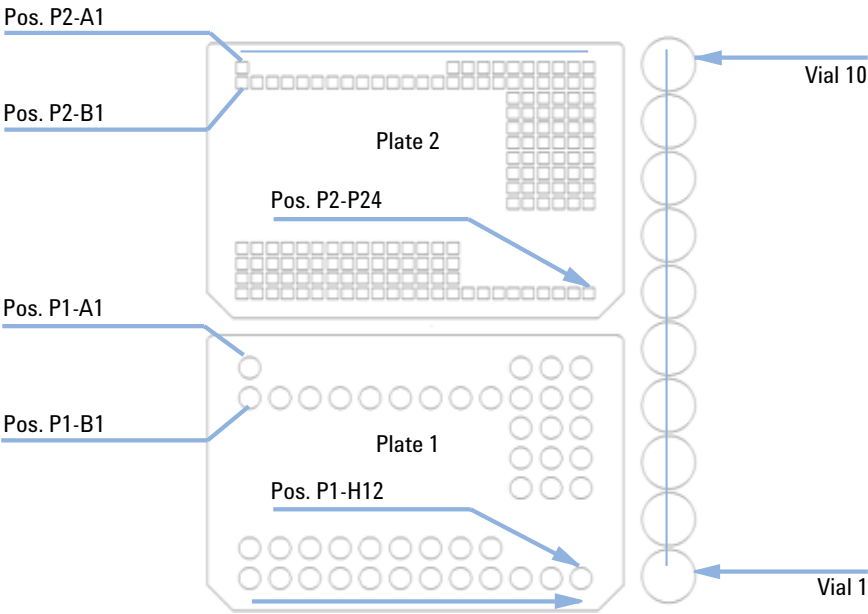 Pos. P2-A1
Vial 10
Pos. P2-B1
Plate 2
Pos. P2-P24
Pos. P1-A1
Pos. P1-B1
Plate 1
Pos. P1-H12
Vial 1